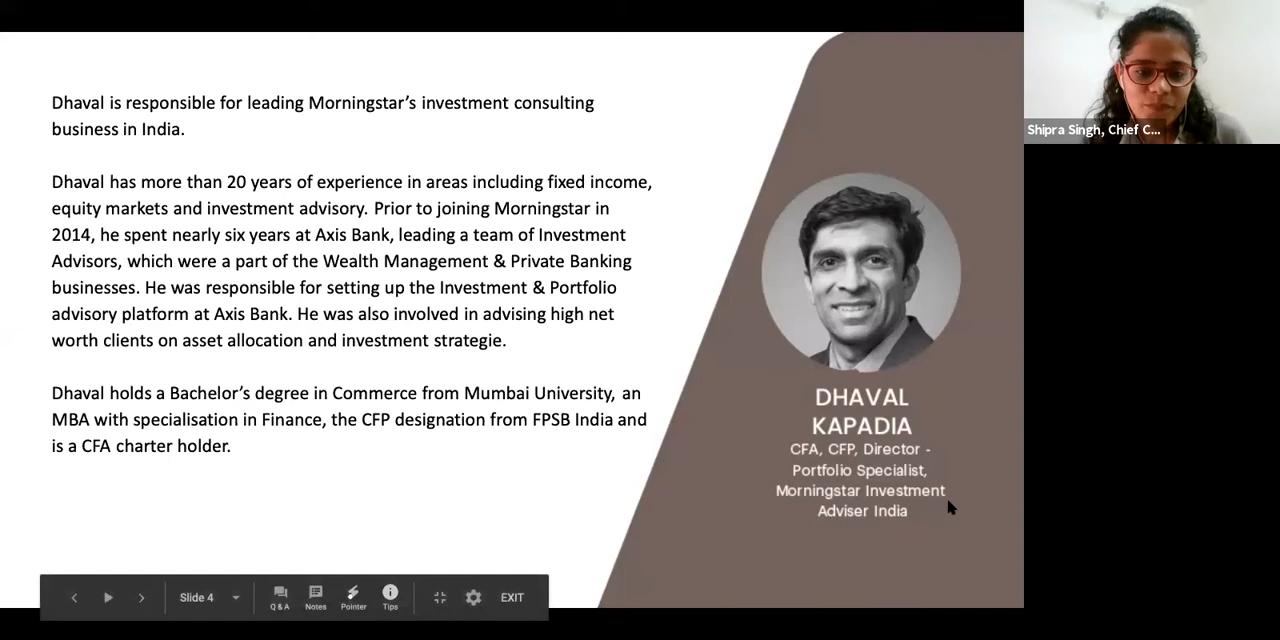 Dhaval is responsible for leading Morningstar’s investment consulting
business in India.
Dhaval has more than 20 years of experience in areas including fixed income,
equity markets and investment advisory. Prior to joining Morningstar in
2014, he spent nearly six years at Axis Bank, leading a team of Investment
Advisors, which were a part of the Wealth Management & Private Banking
businesses. He was responsible for setting up the Investment & Portfolio
advisory platform at Axis Bank. He was also involved in advising high net
worth clients on asset allocation and investment strategie.
Dhaval holds a Bachelor’s degree in Commerce from Mumbai University, an
MBA with specialisation in Finance, the CFP designation from FPSB India and
is a CFA charter holder.
DHAVAL
KAPADIA
CFA, CFP, Director -
Portfolio Specialist,
Morningstar Investment
Adviser India
Shipra Singh, Chief C...
Slide 4
Q & A
Notes
Pointer
Tips
EXIT